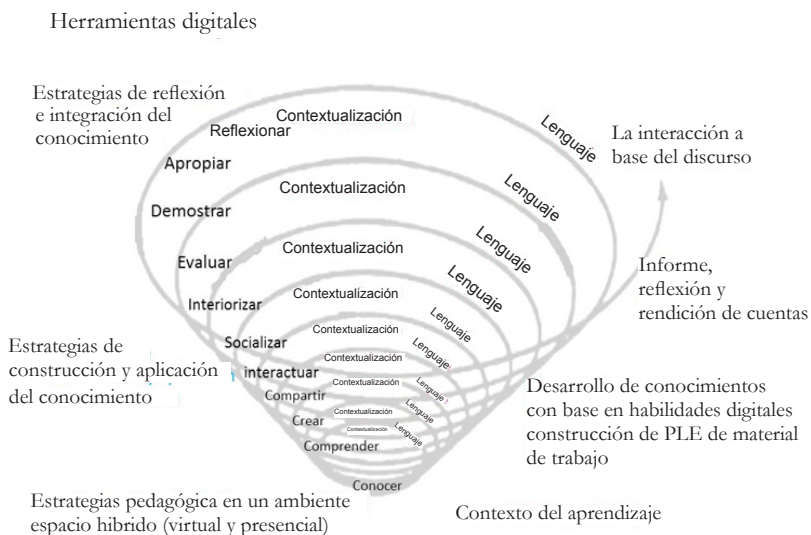 Herramientas digitales
Estrategias de reflexión
e integración del
conocimiento
Contextualización
Reflexionar
Lenguaje
La interacción a
base del discurso
Apropiar
Contextualización
Lenguaje
Demostrar
Contextualización
Lenguaje
Evaluar
Contextualización
Lenguaje
Interiorizar
Informe,
reflexión y
rendición de cuentas
Contextualización
Lenguaje
Socializar
Estrategias de
construcción y aplicación
del conocimiento
Contextualización
Lenguaje
interactuar
Contextualización
Lenguaje
Compartir
Desarrollo de conocimientos
con base en habilidades digitales
construcción de PLE de material
de trabajo
Contextualización
Lenguaje
Crear
Contextualización
Lenguaje
Comprender
Conocer
Estrategias pedagógica en un ambiente
espacio hibrido (virtual y presencial)
Contexto del aprendizaje